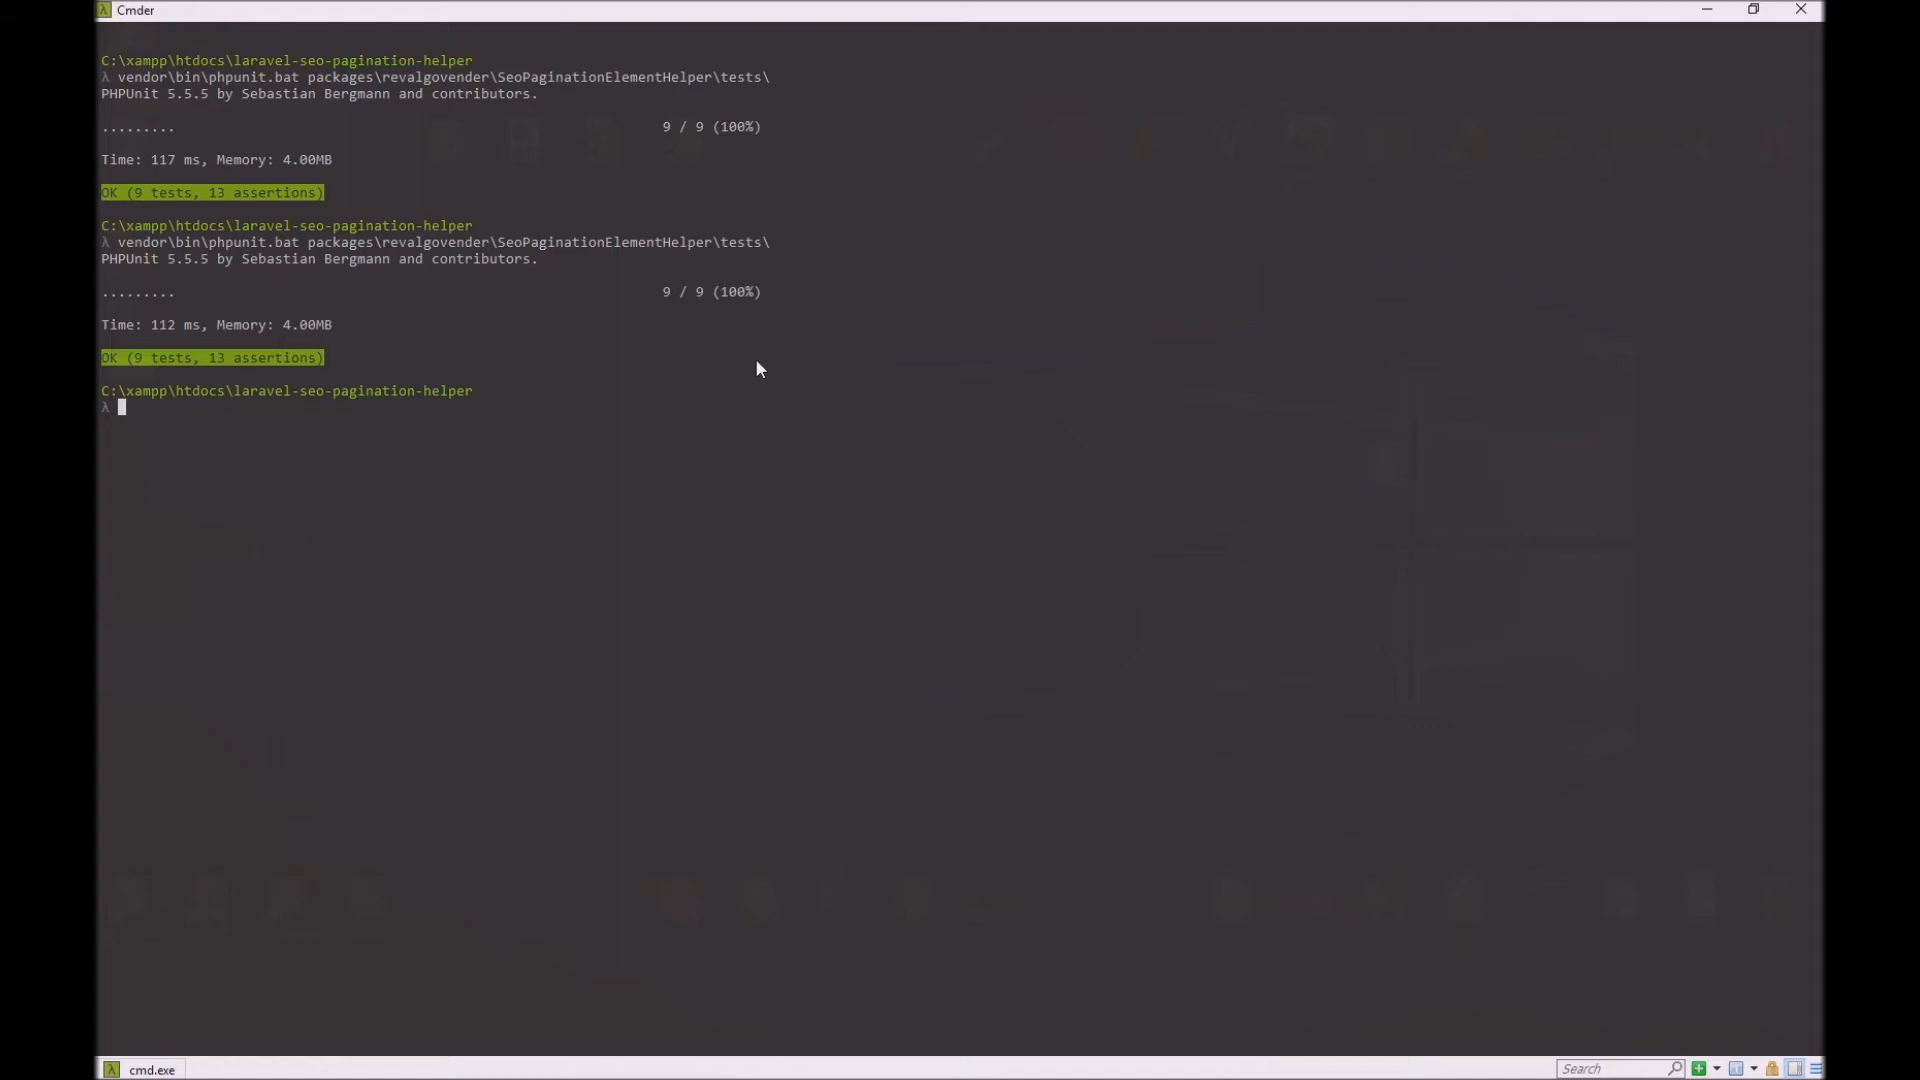 Cmder
C:\xampp\htdocs\laravel-seo-pagination-helper
λ vendor\bin\phpunit.bat packages\revalgovender\SeoPaginationElementHelper\tests\
PHPUnit 5.5.5 by Sebastian Bergmann and contributors.
......... 9 / 9 (100%)
Time: 117 ms, Memory: 4.00MB
OK (9 tests, 13 assertions)
C:\xampp\htdocs\laravel-seo-pagination-helper
λ vendor\bin\phpunit.bat packages\revalgovender\SeoPaginationElementHelper\tests\
PHPUnit 5.5.5 by Sebastian Bergmann and contributors.
......... 9 / 9 (100%)
Time: 112 ms, Memory: 4.00MB
OK (9 tests, 13 assertions)
C:\xampp\htdocs\laravel-seo-pagination-helper
λ
cmd.exe Search